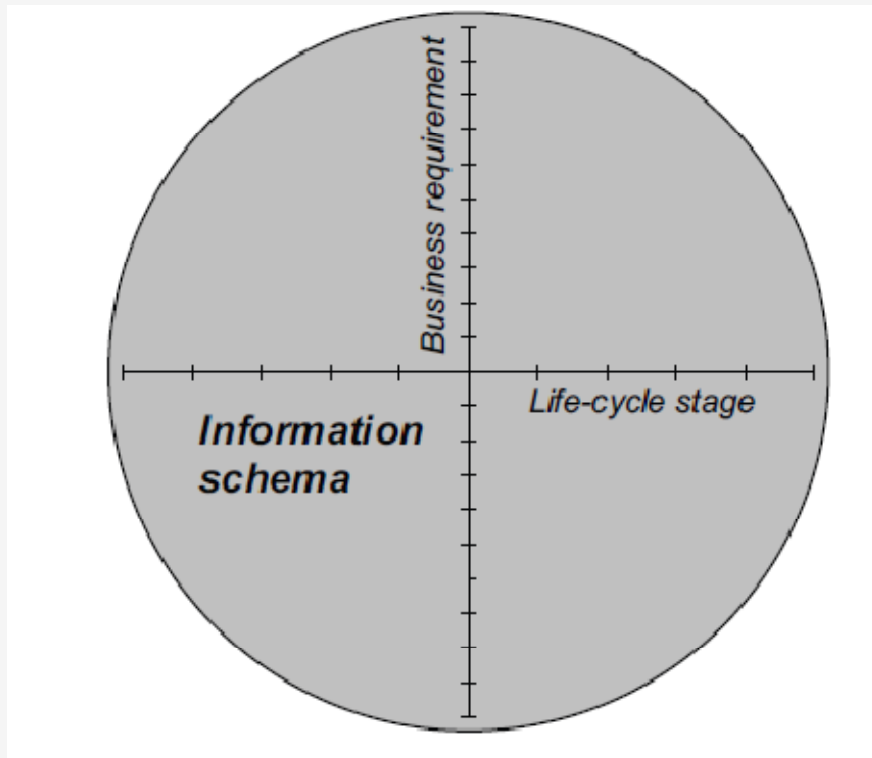 Business requirement
Life-cycle stage
Information
schema